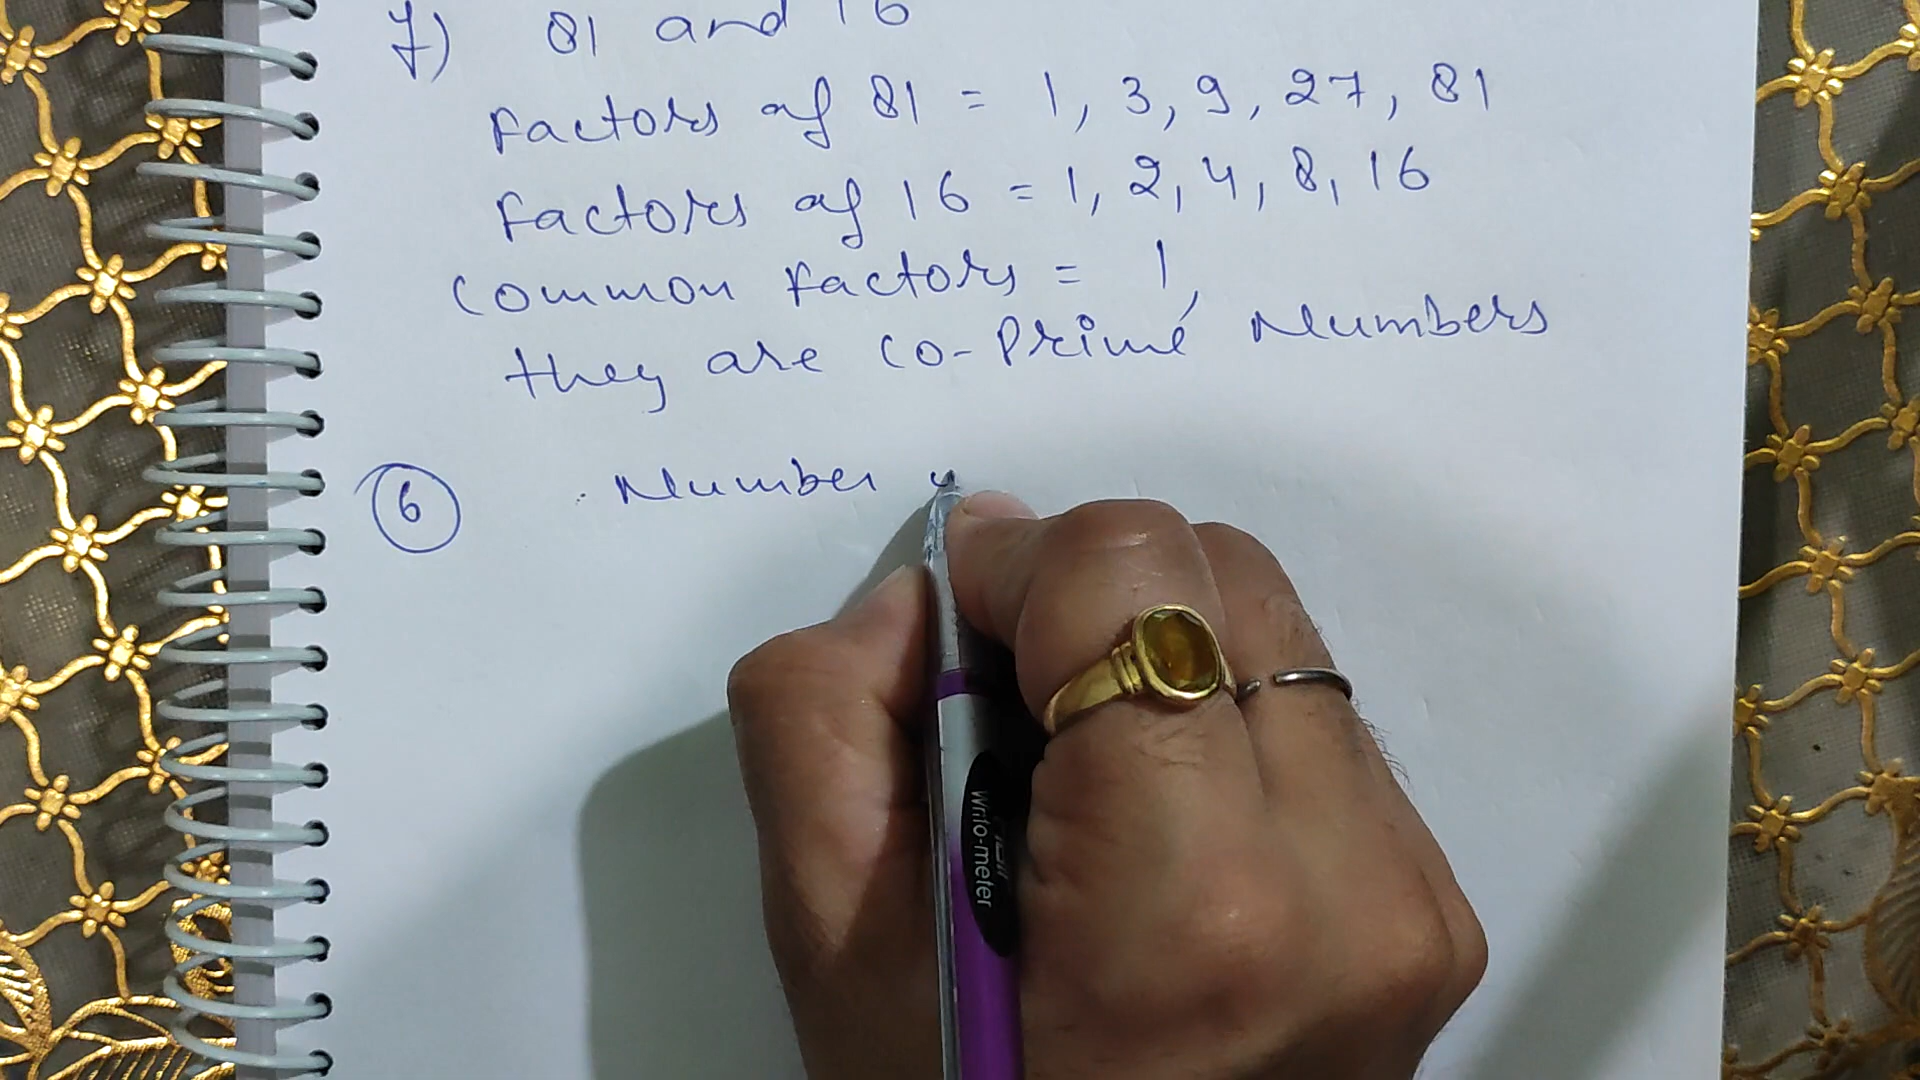 f) 81 and 16
Factors of 81 = 1, 3, 9, 27, 81
Factors of 16 = 1, 2, 4, 8, 16
Common Factors = 1,
they are Co-Prime Numbers
6 Number
writo-meter